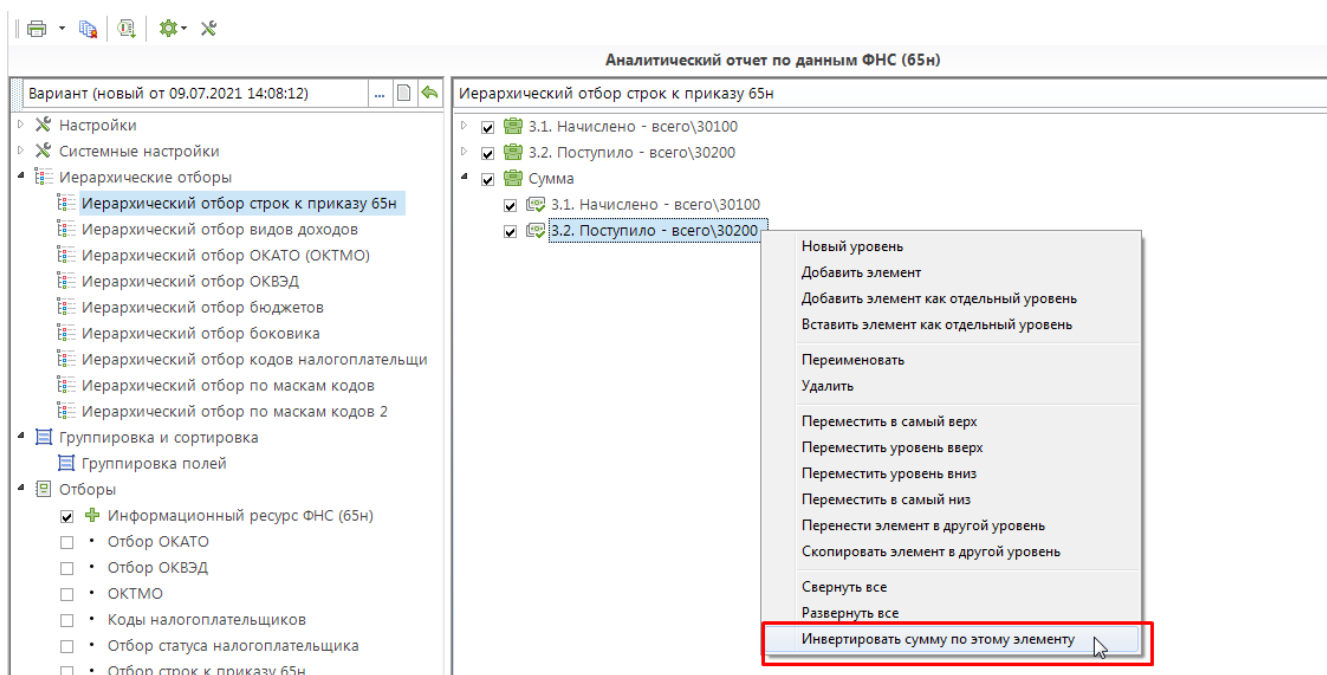 Аналитический отчет по данным ФНС (65н)
Вариант (новый от 09.07.2021 14:08:12)
...
Настройки
Системные настройки
Иерархические отборы
Иерархический отбор строк к приказу 65н
Иерархический отбор видов доходов
Иерархический отбор ОКАТО (ОКТМО)
Иерархический отбор ОКВЭД
Иерархический отбор бюджетов
Иерархический отбор боковика
Иерархический отбор кодов налогоплательщи
Иерархический отбор по маскам кодов
Иерархический отбор по маскам кодов 2
Группировка и сортировка
Группировка полей
Отборы
Информационный ресурс ФНС (65н)
Отбор ОКАТО
Отбор ОКВЭД
ОКТМО
Коды налогоплательщиков
Отбор статуса налогоплательщика
Отбор строк к приказу 65н
Иерархический отбор строк к приказу 65н
3.1. Начислено - всего\30100
3.2. Поступило - всего\30200
Сумма
3.1. Начислено - всего\30100
3.2. Поступило - всего\30200
Новый уровень
Добавить элемент
Добавить элемент как отдельный уровень
Вставить элемент как отдельный уровень
Переименовать
Удалить
Переместить в самый верх
Переместить уровень вверх
Переместить уровень вниз
Переместить в самый низ
Перенести элемент в другой уровень
Скопировать элемент в другой уровень
Свернуть все
Развернуть все
Инвертировать сумму по этому элементу